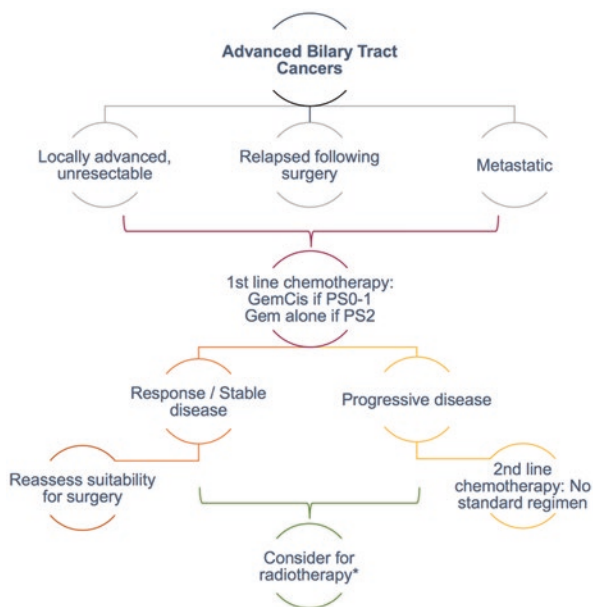 Advanced Bilary Tract
Cancers
Locally advanced,
unresectable
Relapsed following
surgery
Metastatic
1st line chemotherapy:
GemCis if PS0-1
Gem alone if PS2
Response / Stable
disease
Progressive disease
Reassess suitability
for surgery
2nd line
chemotherapy: No
standard regimen
Consider for
radiotherapy*